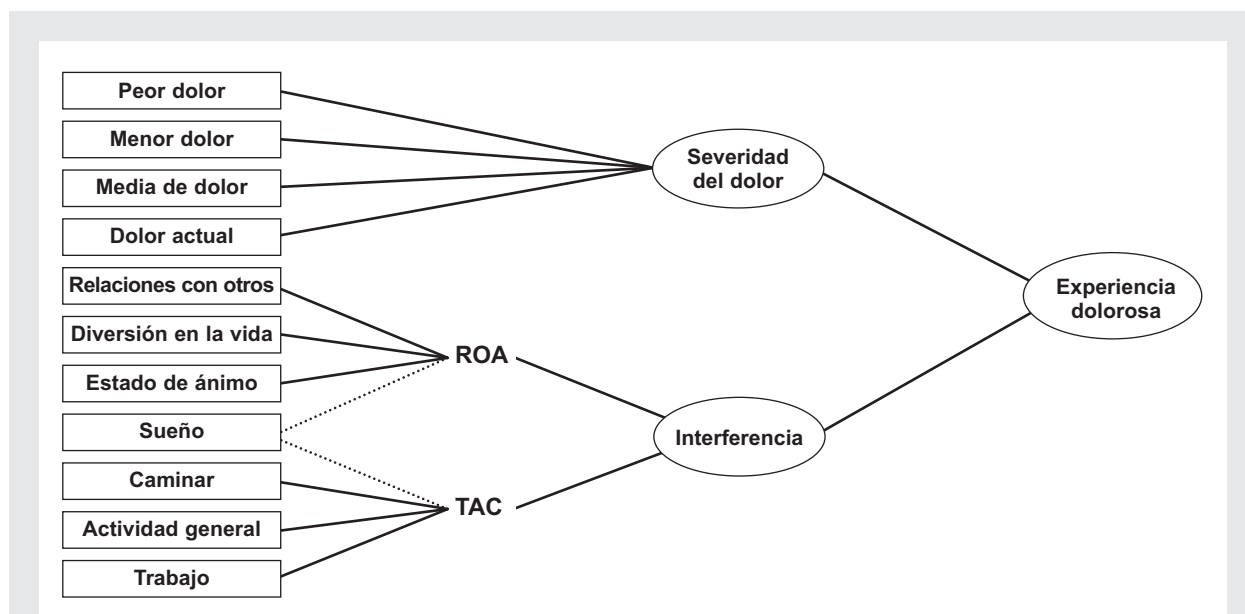 Peor dolor
Menor dolor
Media de dolor
Dolor actual
Relaciones con otros
Diversión en la vida
Estado de ánimo
Sueño
Caminar
Actividad general
Trabajo
ROA
TAC
Severidad
del dolor
Interferencia
Experiencia
dolorosa